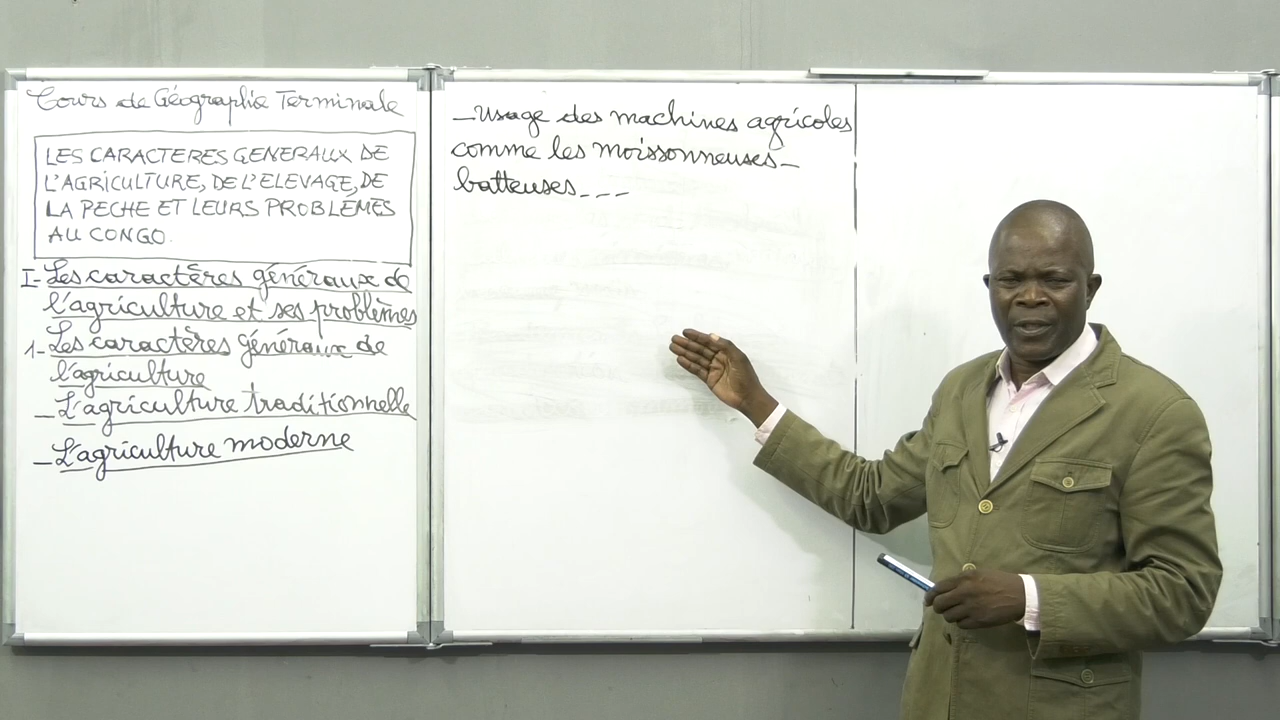 Cours de Géographie Terminale
LES CARACTERES GENERAUX DE
L'AGRICULTURE, DE L'ELEVAGE, DE
LA PECHE ET LEURS PROBLÈMES
AU CONGO.
I- Les caractères généraux de
l'agriculture et ses problèmes
1- Les caractères généraux de
l'agriculture
_ L'agriculture traditionnelle
_ L'agriculture moderne
_ Usage des machines agricoles
comme les moissonneuses_
batteuses_ _ _